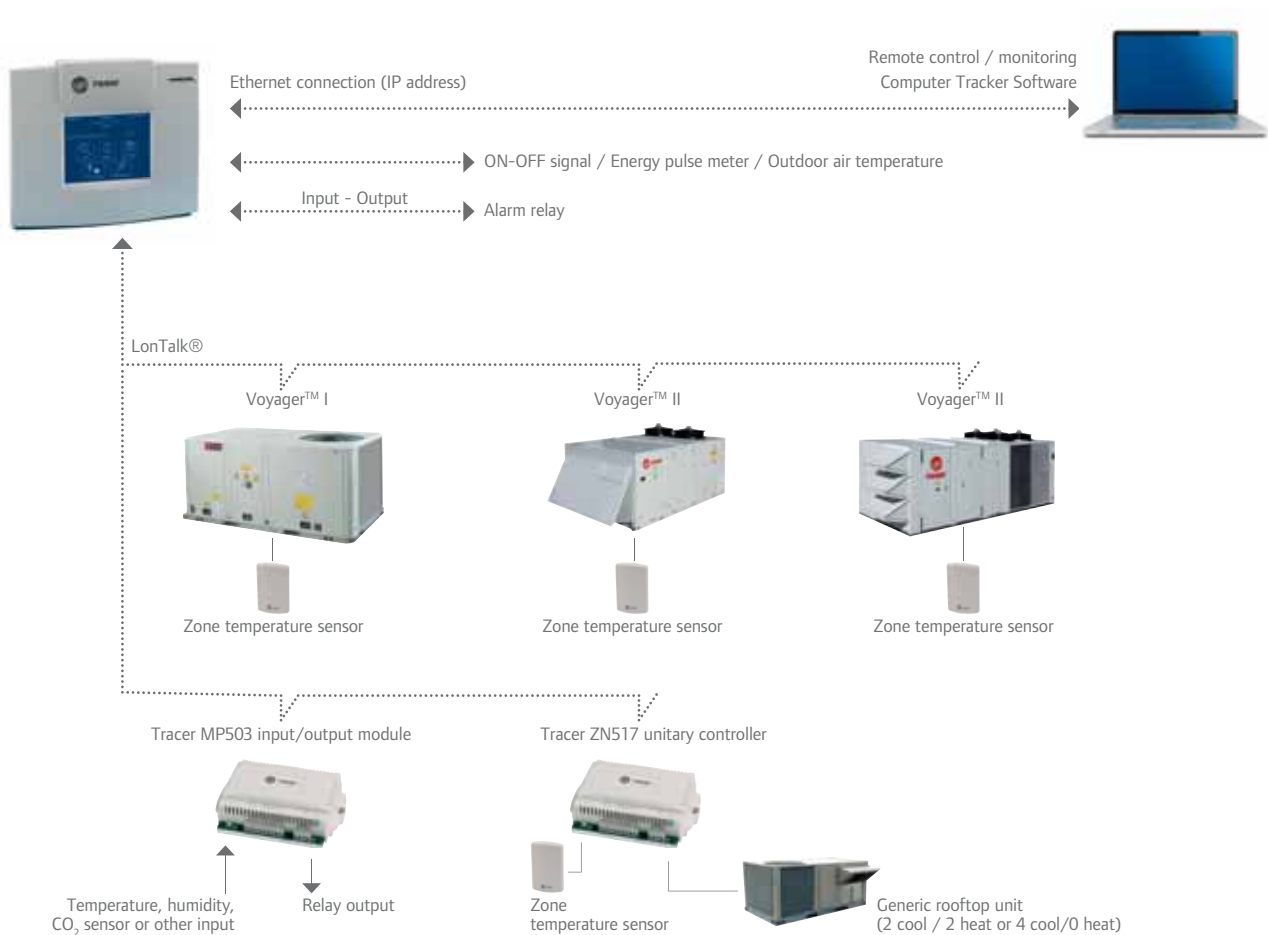 Remote control / monitoring
Ethernet connection (IP address)
Computer Tracker Software
ON-OFF signal / Energy pulse meter / Outdoor air temperature
Input - Output
Alarm relay
LonTalk®
Voyager™ I
Voyager™ II
Voyager™ II
Zone temperature sensor
Zone temperature sensor
Zone temperature sensor
Tracer MP503 input/output module
Tracer ZN517 unitary controller
Temperature, humidity,
CO₂ sensor or other input
Relay output
Zone
temperature sensor
Generic rooftop unit
(2 cool / 2 heat or 4 cool/0 heat)